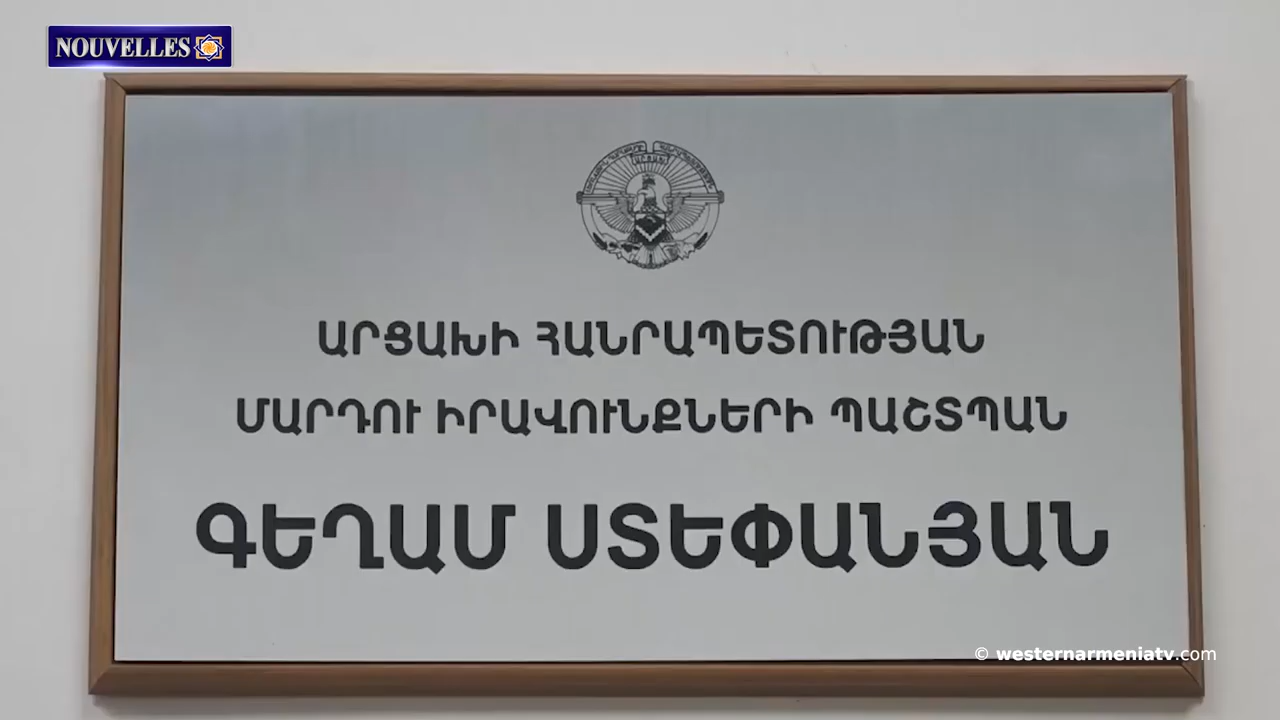 NOUVELLES
ԱՐՑԱԽԻ ՀԱՆՐԱՊԵՏՈՒԹՅԱՆ
ՄԱՐԴՈՒ ԻՐԱՎՈՒՆՔՆԵՐԻ ՊԱՇՏՊԱՆ
ԳԵՂԱՄ ՍՏԵՓԱՆՅԱՆ
© westernarmeniatv.com